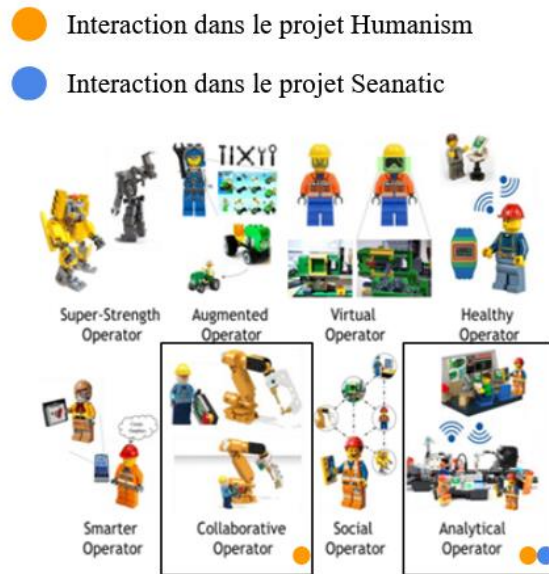 Interaction dans le projet Humanism
Interaction dans le projet Seanatic
Super-Strength Operator
Augmented Operator
Virtual Operator
Healthy Operator
Smarter Operator
Collaborative Operator
Social Operator
Analytical Operator